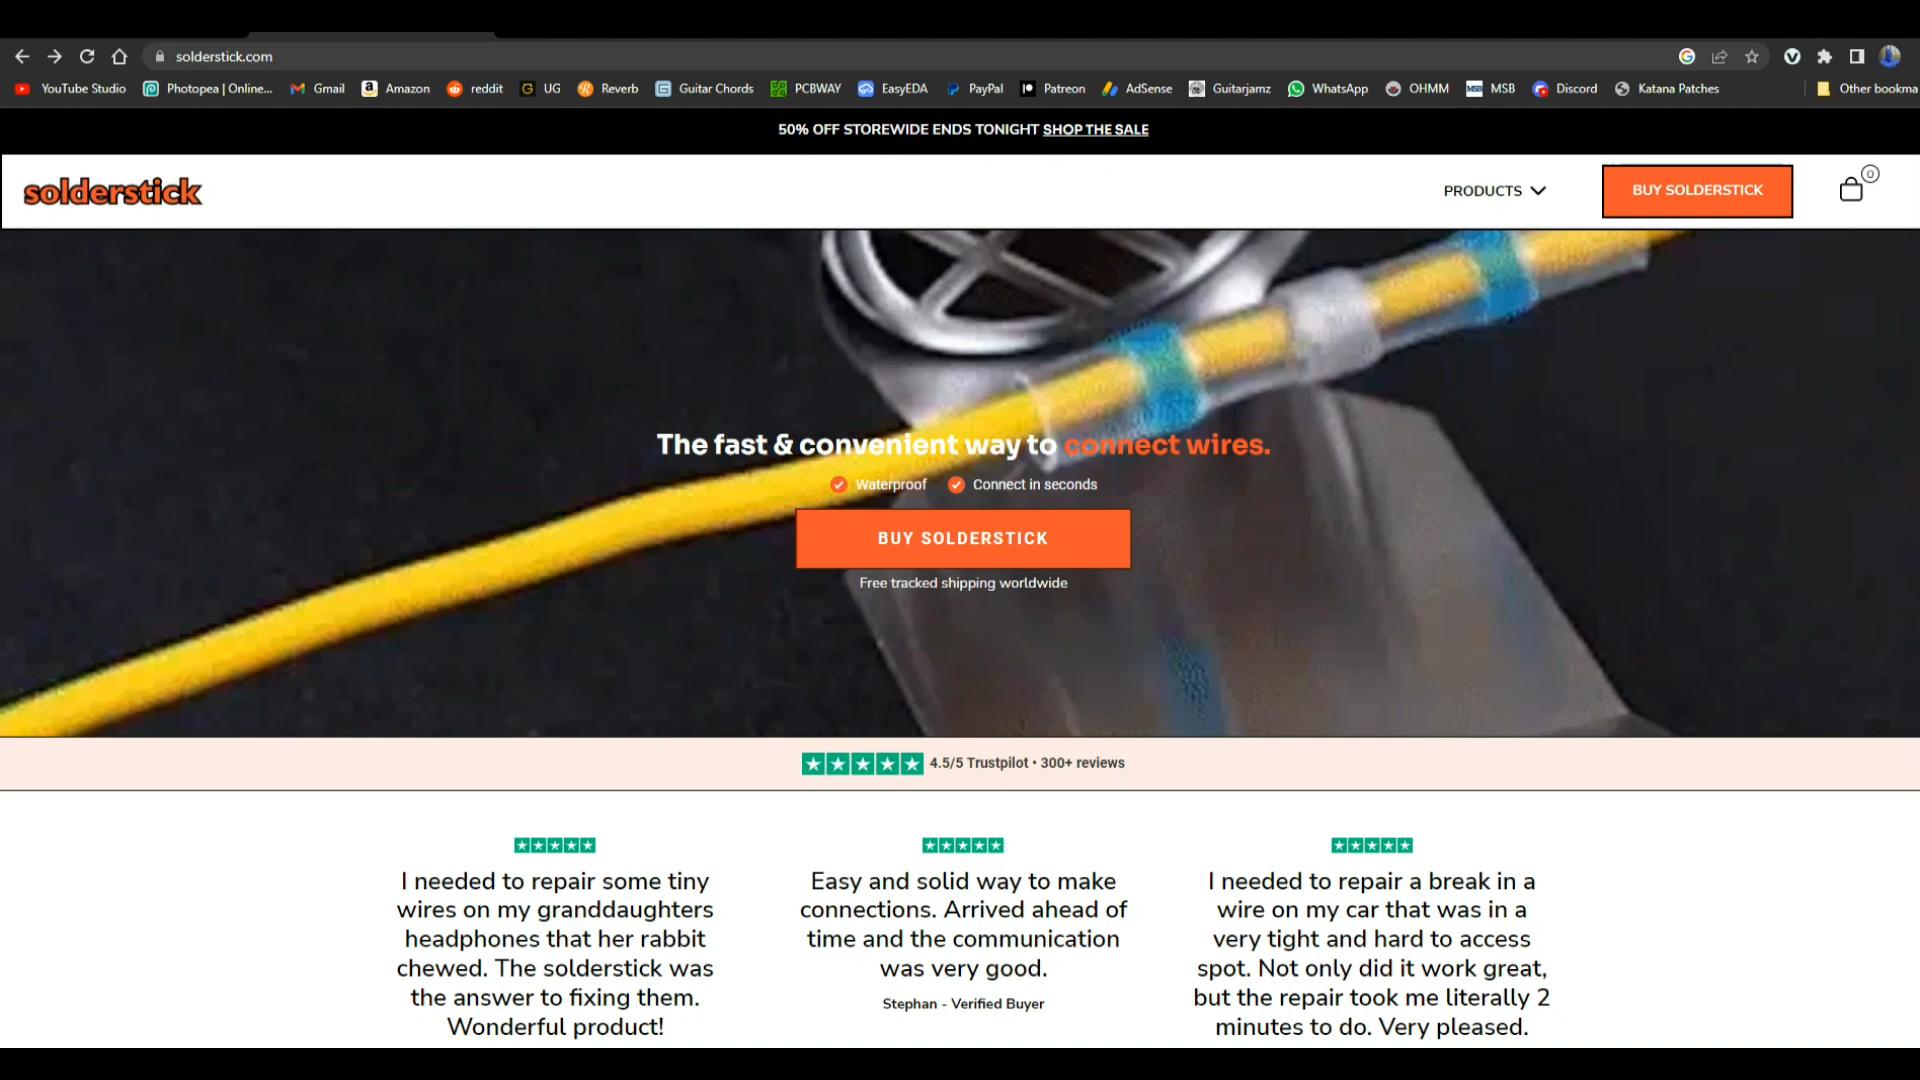 solderstick.com
YouTube Studio
Photopea | Online...
Gmail
Amazon
reddit
UG
Reverb
Guitar Chords
PCBWAY
EasyEDA
PayPal
Patreon
AdSense
Guitarjamz
WhatsApp
OHMM
MSB
Discord
Katana Patches
Other bookma
50% OFF STOREWIDE ENDS TONIGHT SHOP THE SALE
solderstick
PRODUCTS
BUY SOLDERSTICK
0
The fast & convenient way to connect wires.
Waterproof
Connect in seconds
BUY SOLDERSTICK
Free tracked shipping worldwide
4.5/5 Trustpilot • 300+ reviews
I needed to repair some tiny
wires on my granddaughters
headphones that her rabbit
chewed. The solderstick was
the answer to fixing them.
Wonderful product!
Easy and solid way to make
connections. Arrived ahead of
time and the communication
was very good.
Stephan - Verified Buyer
I needed to repair a break in a
wire on my car that was in a
very tight and hard to access
spot. Not only did it work great,
but the repair took me literally 2
minutes to do. Very pleased.